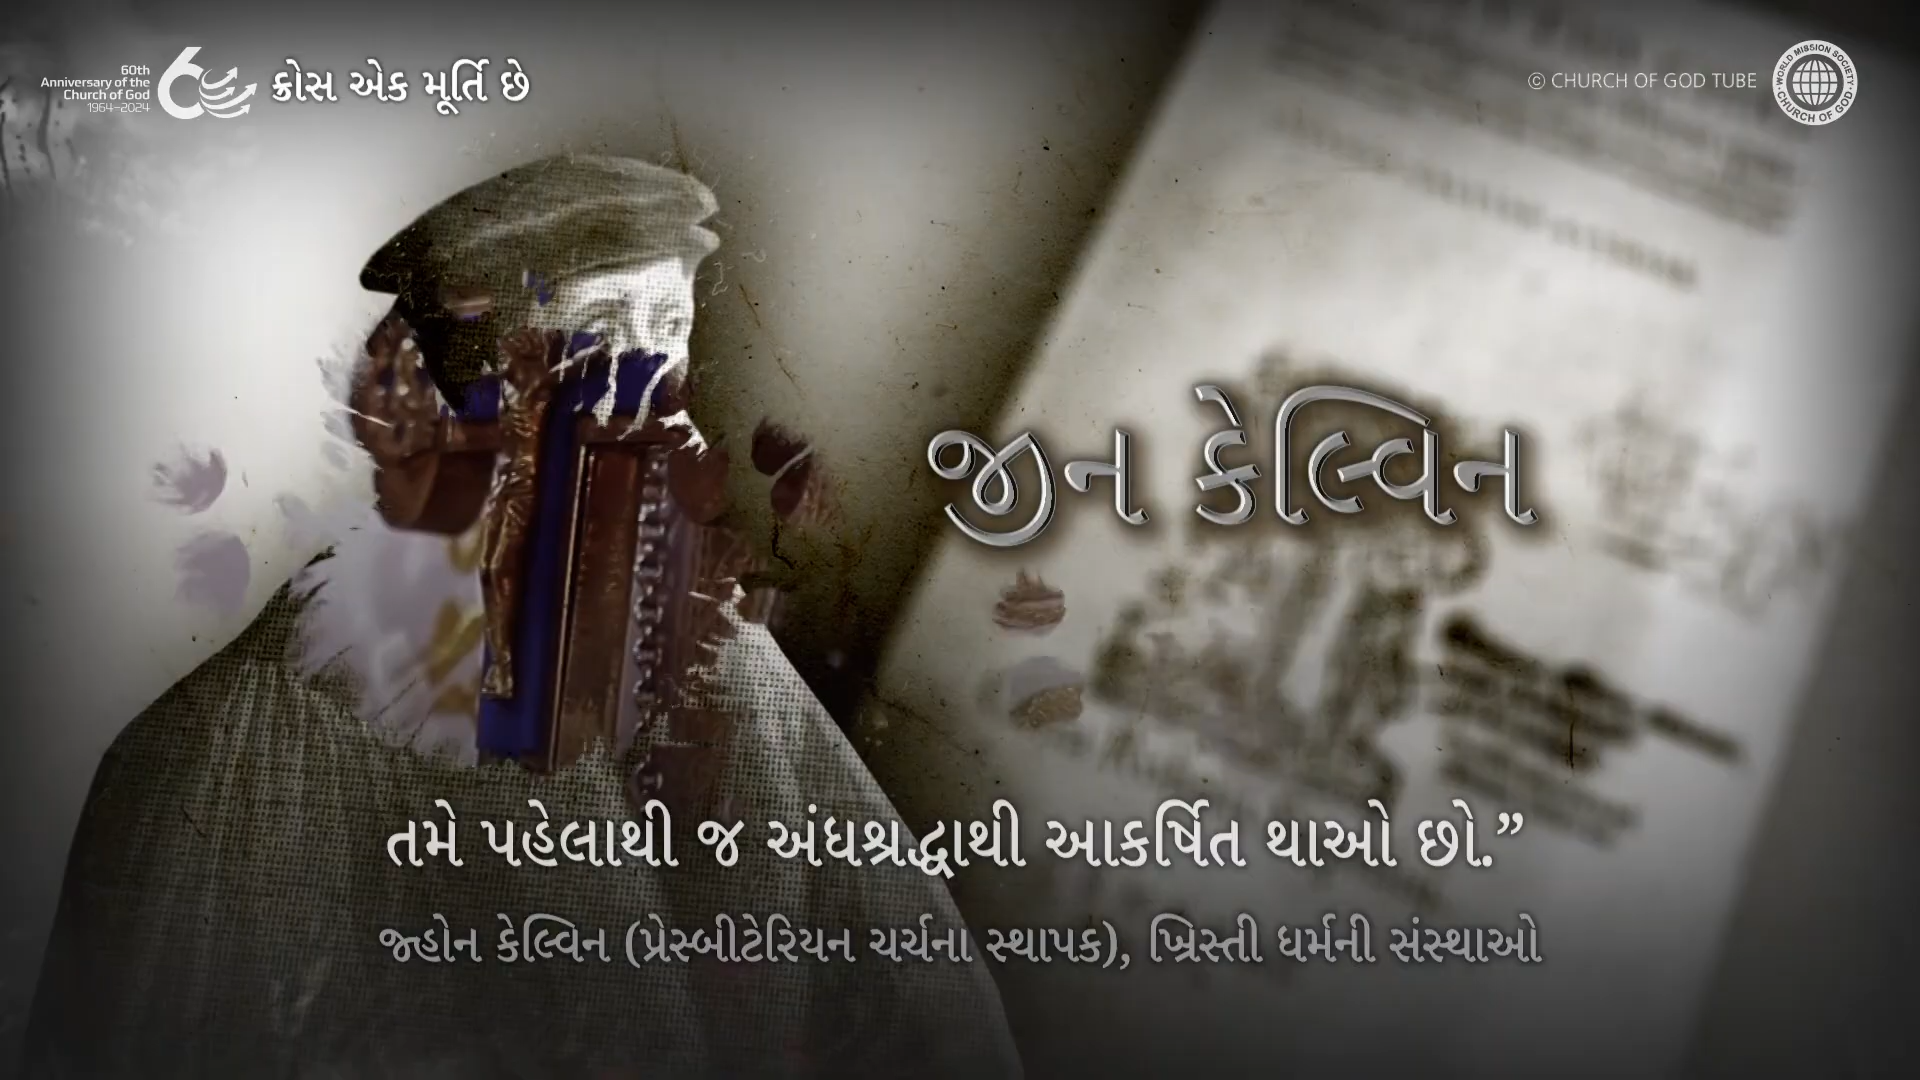 60th
Anniversary of the
Church of God
1964–2024
60
ક્રોસ એક મૂર્તિ છે
© CHURCH OF GOD TUBE
WORLD MISSION SOCIETY
CHURCH OF GOD
જીન કેલ્વિન
તમે પહેલાથી જ અંધશ્રદ્ધાથી આકર્ષિત થાઓ છો.”
જ્હોન કેલ્વિન (પ્રેસ્બીટેરિયન ચર્ચના સ્થાપક), ખ્રિસ્તી ધર્મની સંસ્થાઓ